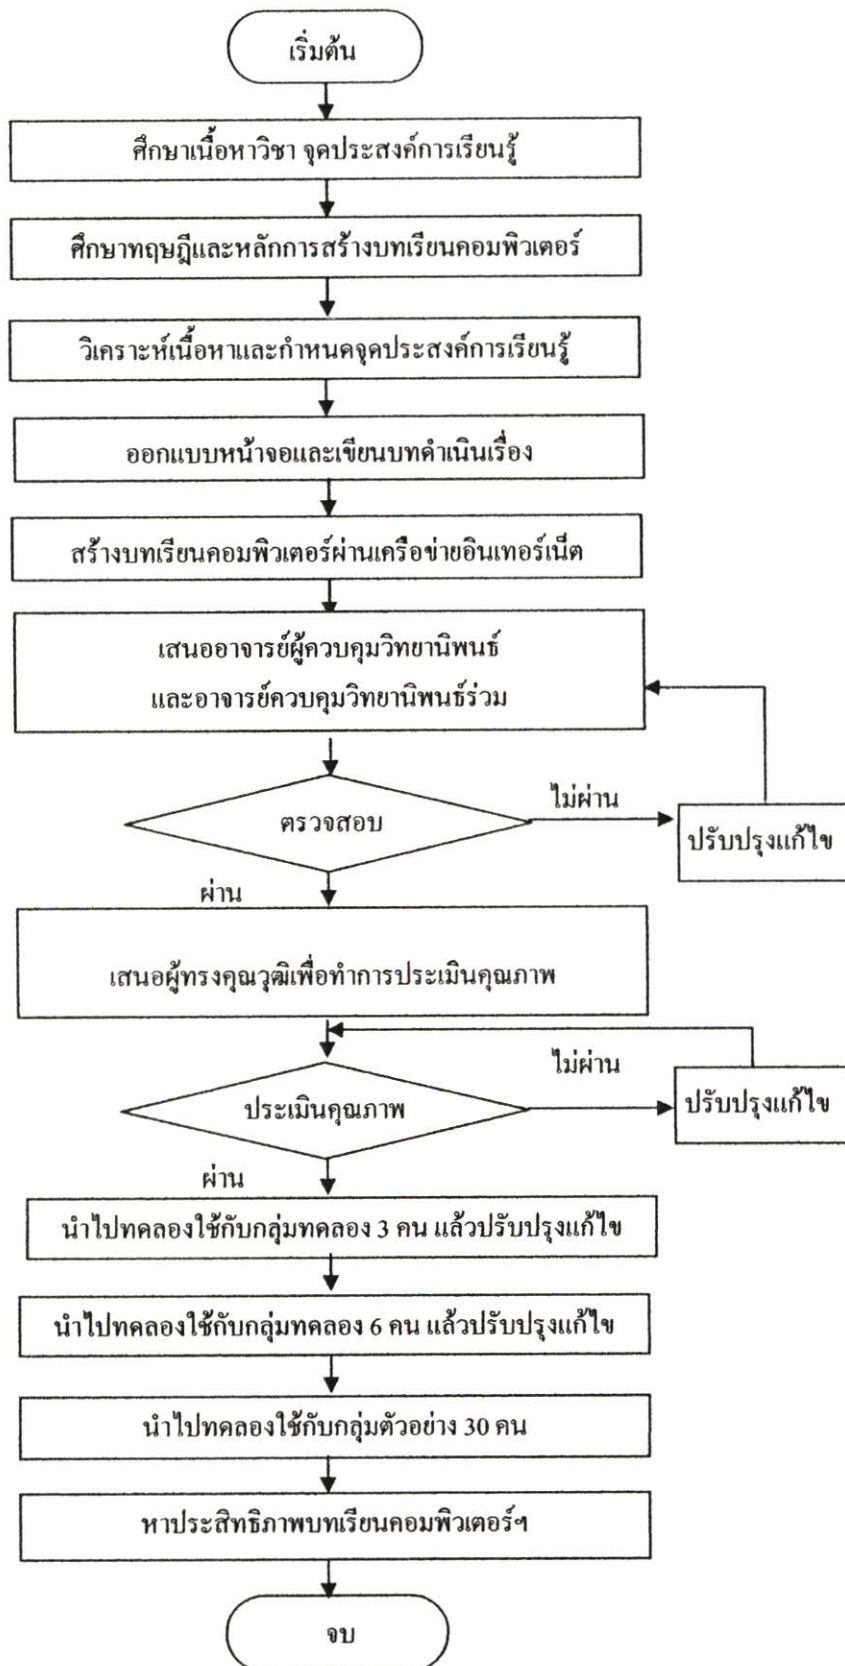 เริ่มต้น
ศึกษาเนื้อหาวิชา จุดประสงค์การเรียนรู้
ศึกษาทฤษฎีและหลักการสร้างบทเรียนคอมพิวเตอร์
วิเคราะห์เนื้อหาและกำหนดจุดประสงค์การเรียนรู้
ออกแบบหน้าจอและเขียนบทดำเนินเรื่อง
สร้างบทเรียนคอมพิวเตอร์ผ่านเครือข่ายอินเทอร์เน็ต
เสนออาจารย์ผู้ควบคุมวิทยานิพนธ์
และอาจารย์ควบคุมวิทยานิพนธ์ร่วม
ตรวจสอบ
ไม่ผ่าน
ปรับปรุงแก้ไข
ผ่าน
เสนอผู้ทรงคุณวุฒิเพื่อทำการประเมินคุณภาพ
ประเมินคุณภาพ
ไม่ผ่าน
ปรับปรุงแก้ไข
ผ่าน
นำไปทดลองใช้กับกลุ่มทดลอง 3 คน แล้วปรับปรุงแก้ไข
นำไปทดลองใช้กับกลุ่มทดลอง 6 คน แล้วปรับปรุงแก้ไข
นำไปทดลองใช้กับกลุ่มตัวอย่าง 30 คน
หาประสิทธิภาพบทเรียนคอมพิวเตอร์ฯ
จบ